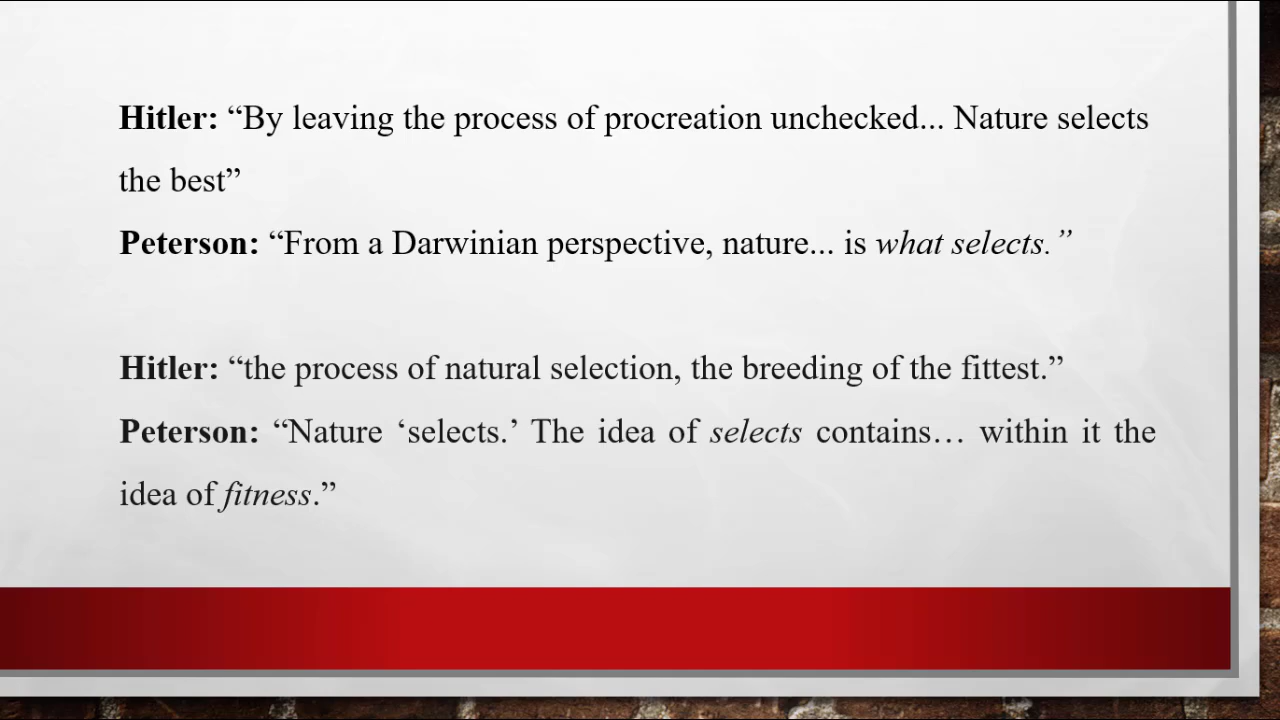 Hitler: “By leaving the process of procreation unchecked... Nature selects
the best”
Peterson: “From a Darwinian perspective, nature... is what selects.”
Hitler: “the process of natural selection, the breeding of the fittest.”
Peterson: “Nature ‘selects.’ The idea of selects contains… within it the
idea of fitness.”